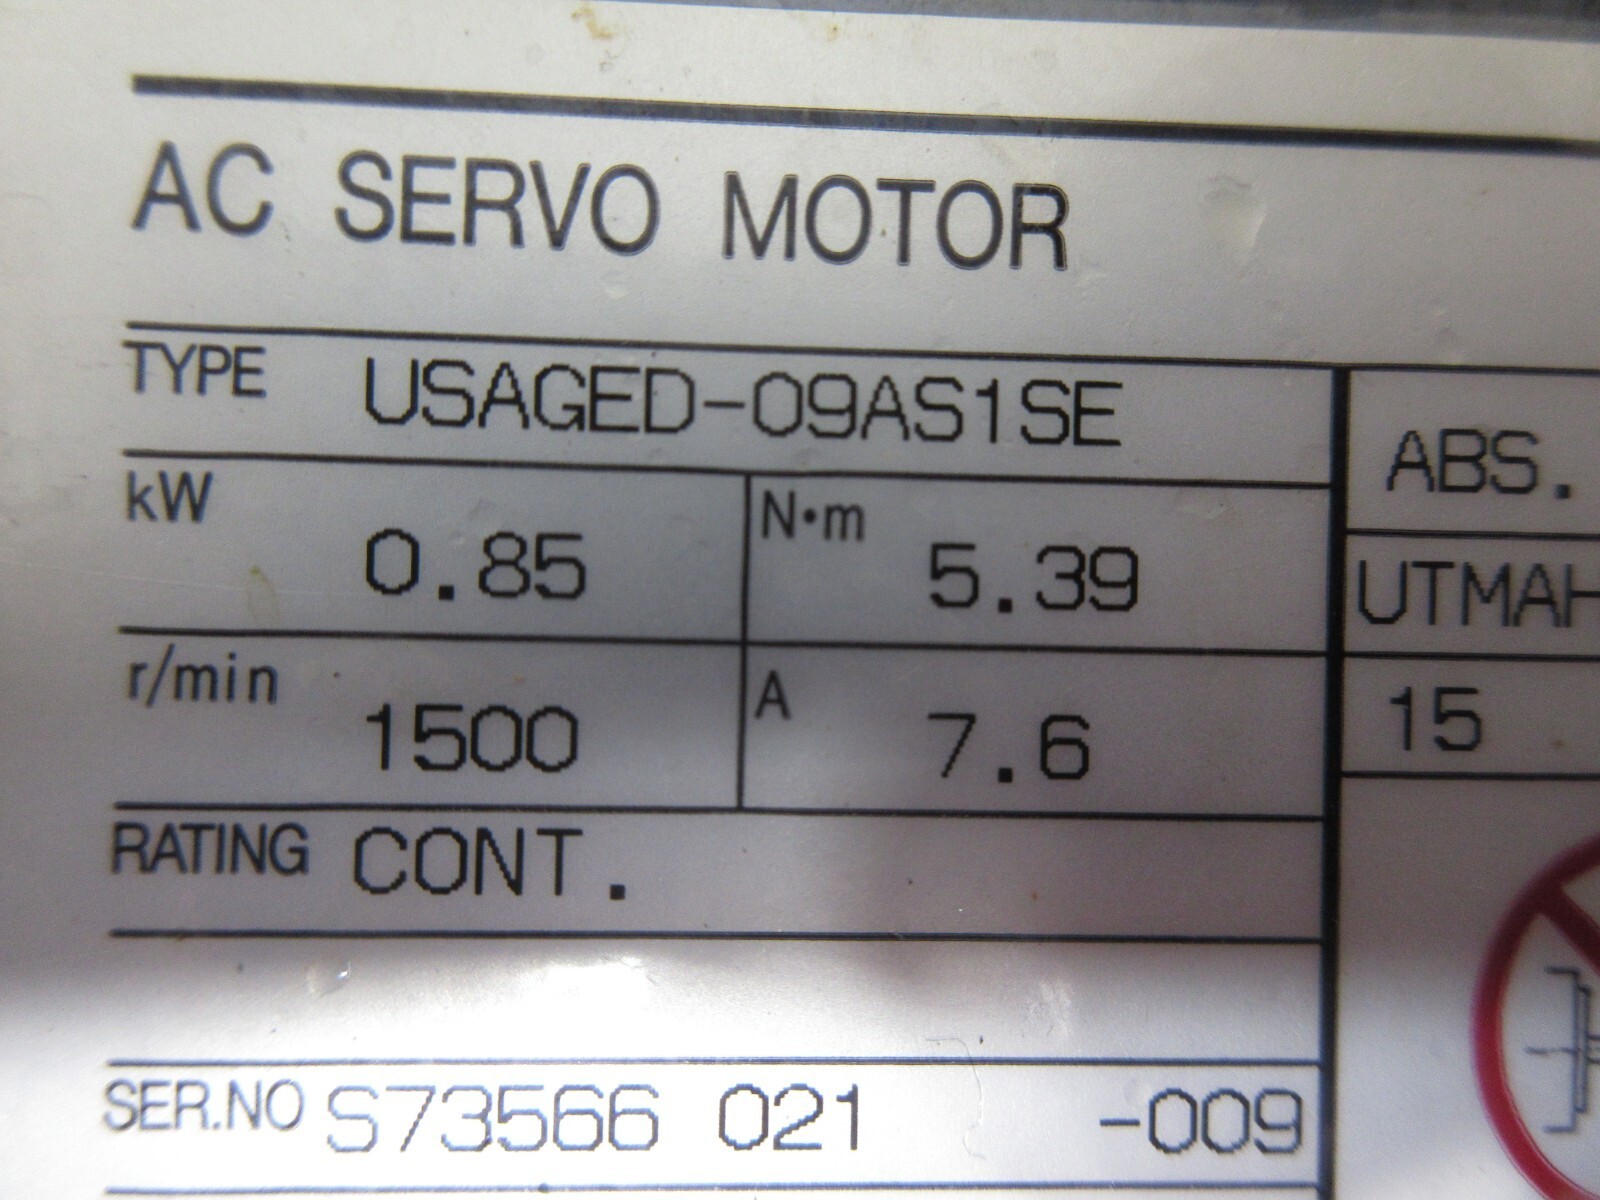 AC SERVO MOTOR
TYPE USAGED-09AS1SE
ABS.
kW 0.85 N·m 5.39
UTMAH
r/min 1500 A 7.6
15
RATING CONT.
SER.NO S73566 021 -009